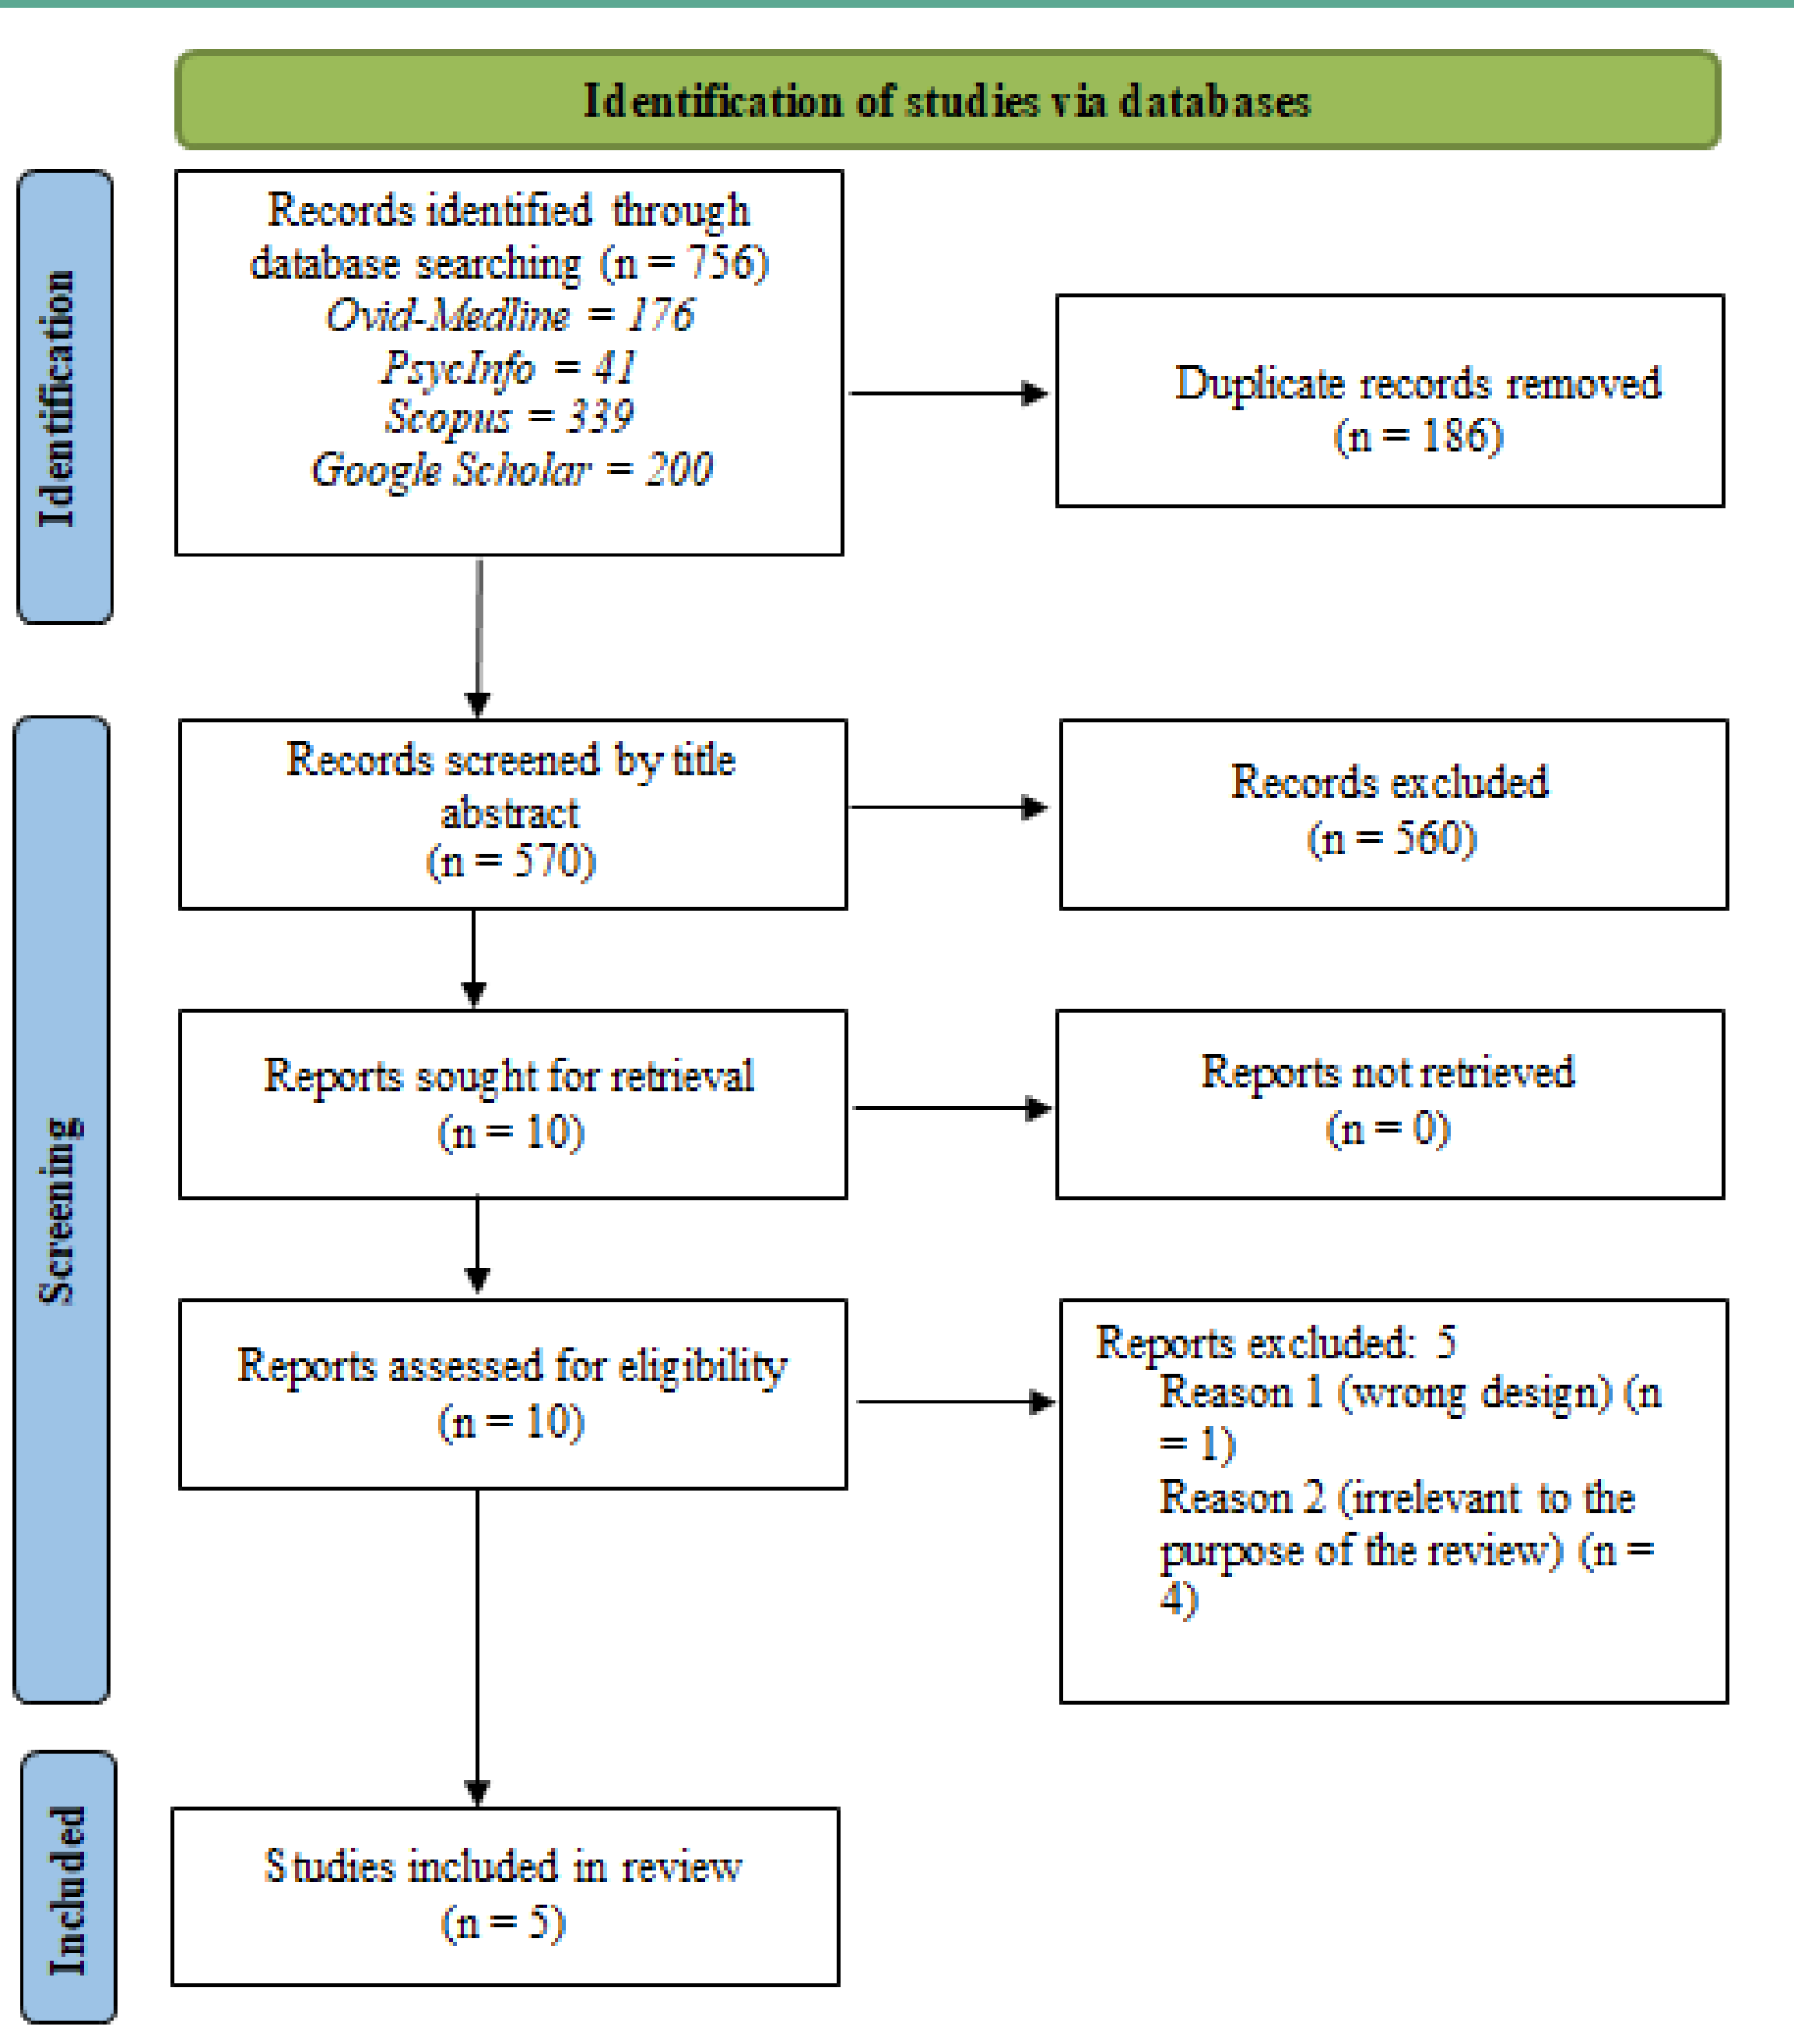 Identification of studies via databases
Identification
Records identified through
database searching (n = 756)
Ovid-Medline = 176
PsycInfo = 41
Scopus = 339
Google Scholar = 200
Duplicate records removed
(n = 186)
Screening
Records screened by title
abstract
(n = 570)
Records excluded
(n = 560)
Reports sought for retrieval
(n = 10)
Reports not retrieved
(n = 0)
Reports assessed for eligibility
(n = 10)
Reports excluded: 5
Reason 1 (wrong design) (n
= 1)
Reason 2 (irrelevant to the
purpose of the review) (n =
4)
Included
Studies included in review
(n = 5)